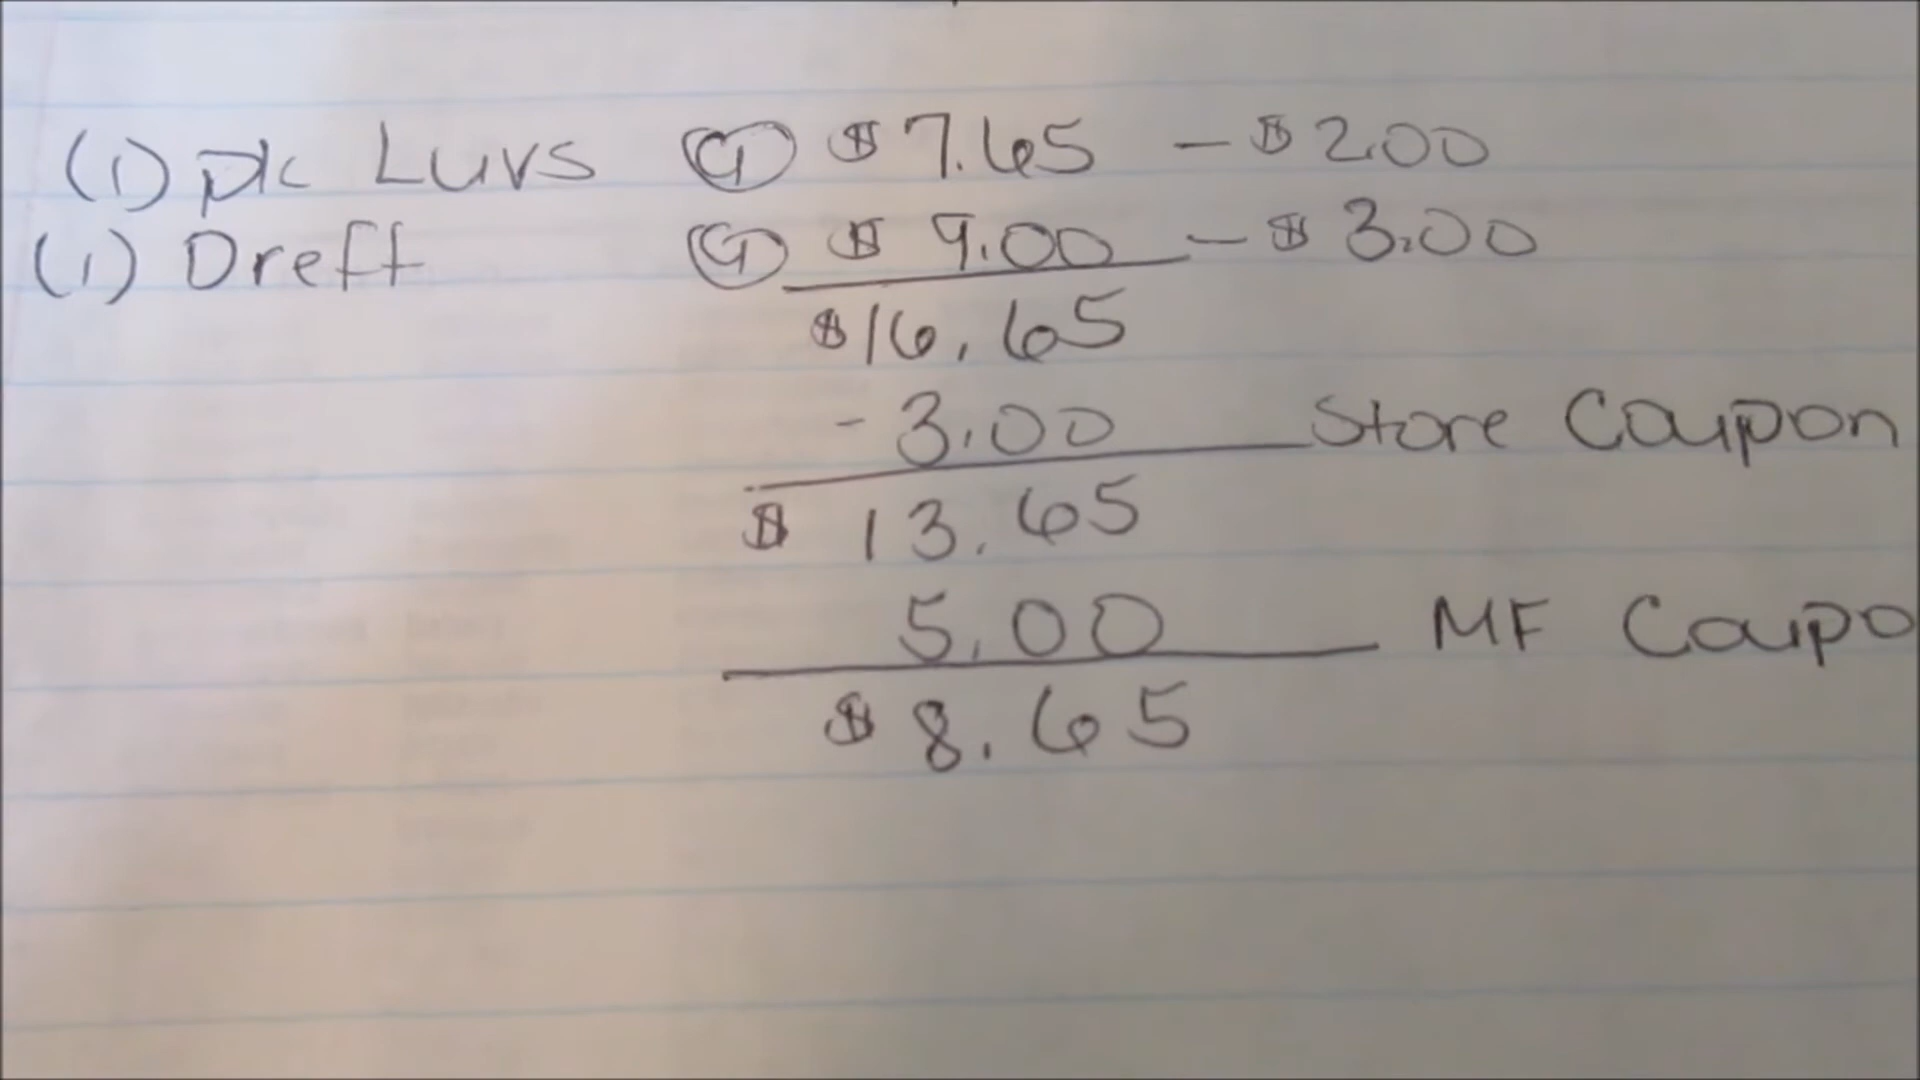 (1) pk Luvs @ $7.65 - $2.00
(1) Dreft @ $9.00 - $3.00
$16.65
- 3.00 Store Coupon
$13.65
5.00 MF Coupo
$8.65